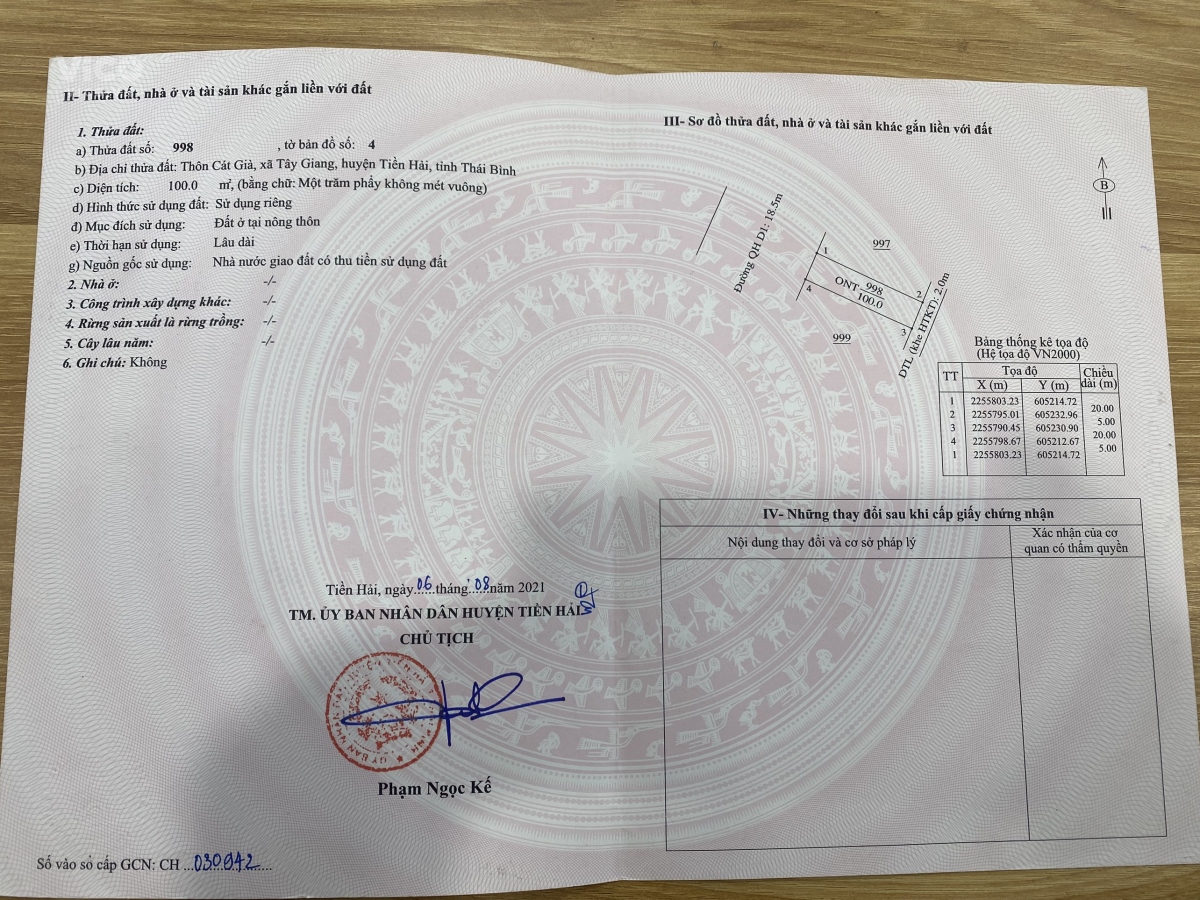 II- Thửa đất, nhà ở và tài sản khác gắn liền với đất
1. Thửa đất:
a) Thửa đất số: 998 , tờ bản đồ số: 4
b) Địa chỉ thửa đất: Thôn Cát Già, xã Tây Giang, huyện Tiền Hải, tỉnh Thái Bình
c) Diện tích: 100.0 m², (bằng chữ: Một trăm phẩy không mét vuông)
d) Hình thức sử dụng đất: Sử dụng riêng
đ) Mục đích sử dụng: Đất ở tại nông thôn
e) Thời hạn sử dụng: Lâu dài
g) Nguồn gốc sử dụng: Nhà nước giao đất có thu tiền sử dụng đất
2. Nhà ở: -/-
3. Công trình xây dựng khác: -/-
4. Rừng sản xuất là rừng trồng: -/-
5. Cây lâu năm: -/-
6. Ghi chú: Không
Tiền Hải, ngày 06 tháng 08 năm 2021
TM. ỦY BAN NHÂN DÂN HUYỆN TIỀN HẢI
CHỦ TỊCH
Phạm Ngọc Kế
Số vào sổ cấp GCN: CH ...030942...
III- Sơ đồ thửa đất, nhà ở và tài sản khác gắn liền với đất
B
Đường QH D1: 18.5m
997
1
2
ONT 998
100.0
4
3
999
DTL (khe HTKT): 2.0m
Bảng thống kê tọa độ
(Hệ tọa độ VN2000)
TT Tọa độ Chiều dài (m)
X (m) Y (m)
1 2255803.23 605214.72
20.00
2 2255795.01 605232.96
5.00
3 2255790.45 605230.90
20.00
4 2255798.67 605212.67
5.00
1 2255803.23 605214.72
IV- Những thay đổi sau khi cấp giấy chứng nhận
Nội dung thay đổi và cơ sở pháp lý
Xác nhận của cơ
quan có thẩm quyền